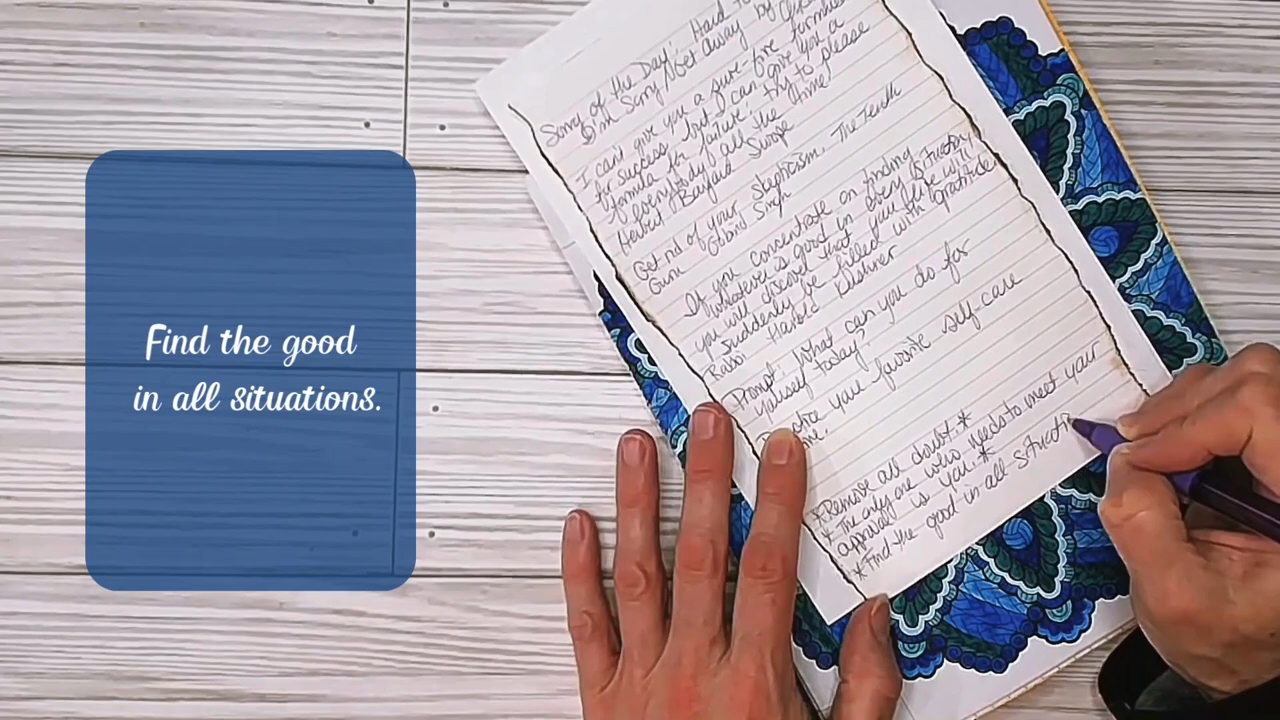 Find the good
in all situations.
Song of the Day: Hard to
I'm Sorry / Get Away by
I can't give you a sure-fire formula
for success, but I can give you a
formula for failure: try to please
everybody all the time
Herbert Bayard Swope
Get rid of your skepticism. The Tenth
Guru Gobind Singh
If you concentrate on finding
whatever is good in every situation,
you will discover that your life will
suddenly be filled with gratitude
Rabbi Harold Kushner
Prompt: What can you do for
yourself today?
you favorite self-care
*Remove all doubt.*
* The only one who needs to meet your
approval is you.*
*Find the good in all situati